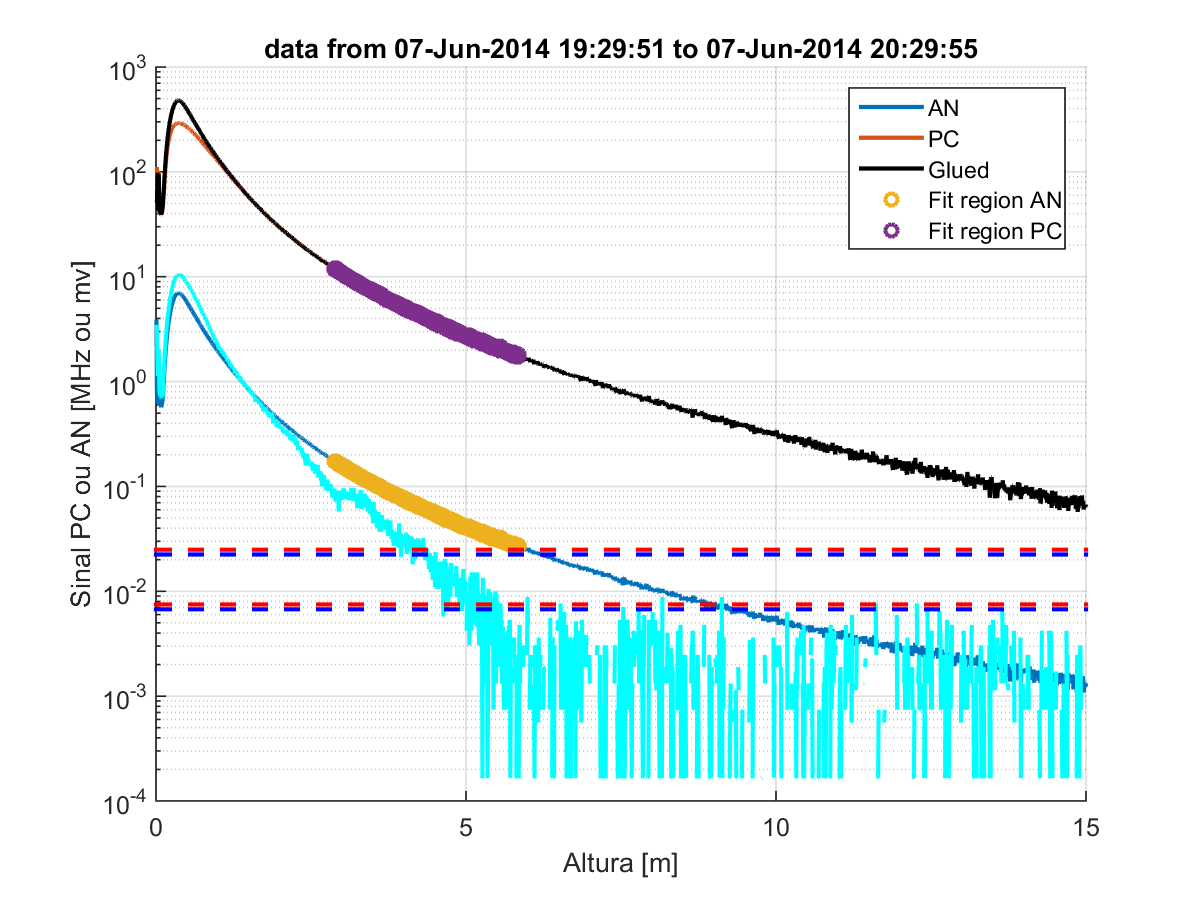 data from 07-Jun-2014 19:29:51 to 07-Jun-2014 20:29:55
10^3
10^2
10^1
10^0
10^-1
10^-2
10^-3
10^-4
Sinal PC ou AN [MHz ou mv]
AN
PC
Glued
Fit region AN
Fit region PC
0 5 10 15
Altura [m]